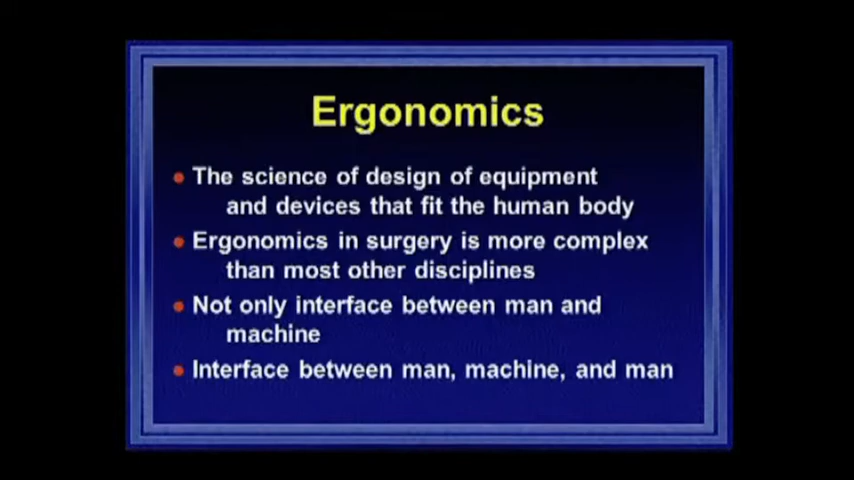 Ergonomics
• The science of design of equipment
and devices that fit the human body
• Ergonomics in surgery is more complex
than most other disciplines
• Not only interface between man and
machine
• Interface between man, machine, and man